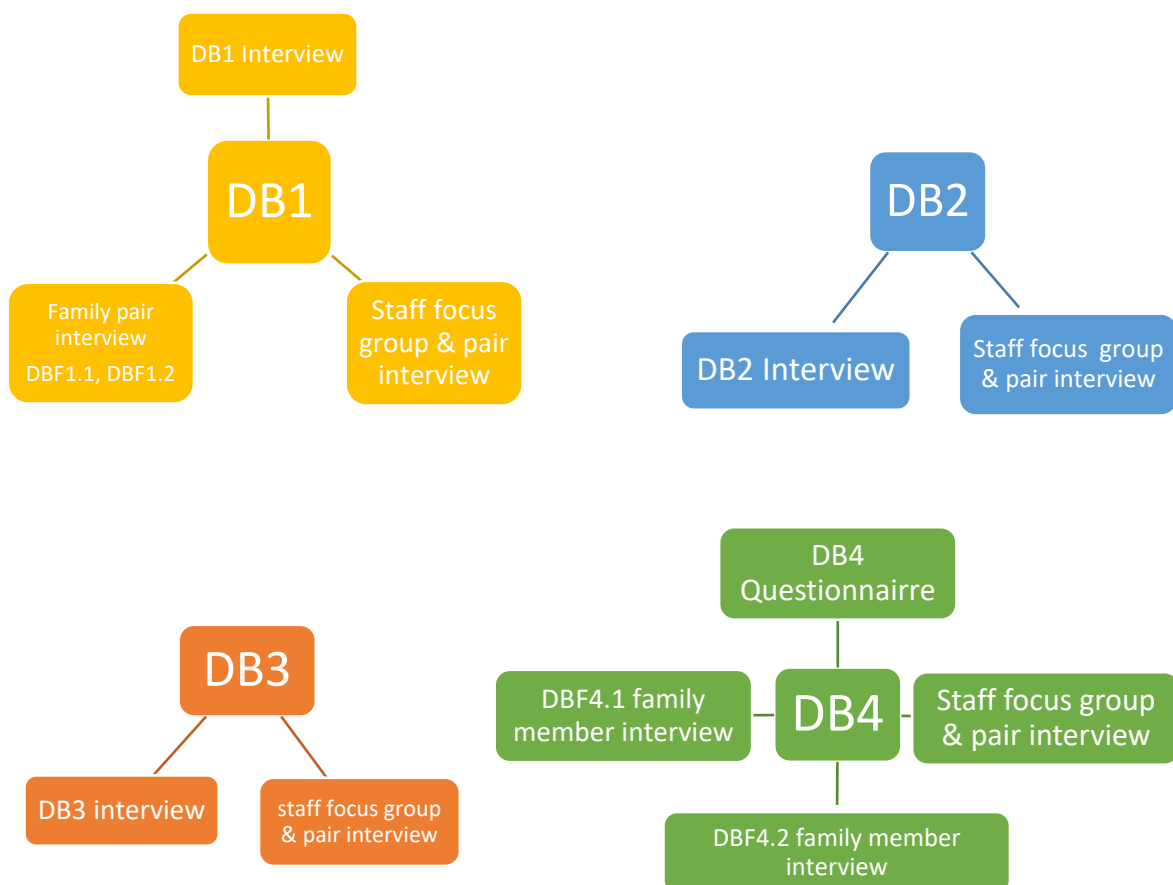 DB1 Interview
DB1
Family pair
interview
DBF1.1, DBF1.2
Staff focus
group & pair
interview
DB2
DB2 Interview
Staff focus group
& pair interview
DB3
DB3 interview
staff focus group
& pair interview
DB4
Questionnairre
DBF4.1 family
member interview
DB4
Staff focus group
& pair interview
DBF4.2 family member
interview